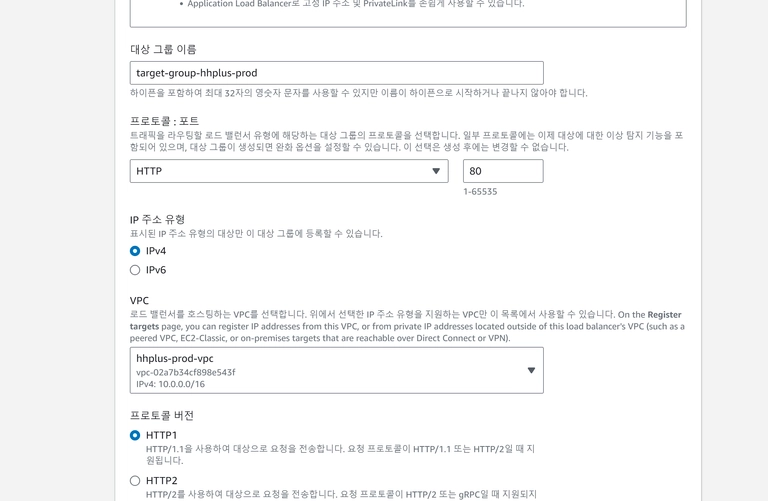 • Application Load Balancer로 고정 IP 주소 및 PrivateLink를 손쉽게 사용할 수 있습니다.
대상 그룹 이름
target-group-hhplus-prod
하이픈을 포함하여 최대 32자의 영숫자 문자를 사용할 수 있지만 이름이 하이픈으로 시작하거나 끝나지 않아야 합니다.
프로토콜 : 포트
트래픽을 라우팅할 로드 밸런서 유형에 해당하는 대상 그룹의 프로토콜을 선택합니다. 일부 프로토콜에는 이제 대상에 대한 이상 탐지 기능을 포
함되어 있으며, 대상 그룹이 생성되면 완화 옵션을 설정할 수 있습니다. 이 선택은 생성 후에는 변경할 수 없습니다.
HTTP
80
1-65535
IP 주소 유형
표시된 IP 주소 유형의 대상만 이 대상 그룹에 등록할 수 있습니다.
IPv4
IPv6
VPC
로드 밸런서를 호스팅하는 VPC를 선택합니다. 위에서 선택한 IP 주소 유형을 지원하는 VPC만 이 목록에서 사용할 수 있습니다. On the Register
targets page, you can register IP addresses from this VPC, or from private IP addresses located outside of this load balancer's VPC (such as a
peered VPC, EC2-Classic, or on-premises targets that are reachable over Direct Connect or VPN).
hhplus-prod-vpc
vpc-02a7b34cf898e543f
IPv4: 10.0.0.0/16
프로토콜 버전
HTTP1
HTTP/1.1을 사용하여 대상으로 요청을 전송합니다. 요청 프로토콜이 HTTP/1.1 또는 HTTP/2일 때 지
원됩니다.
HTTP2
HTTP/2를 사용하여 대상으로 요청을 전송합니다. 요청 프로토콜이 HTTP/2 또는 gRPC일 때 지원되지